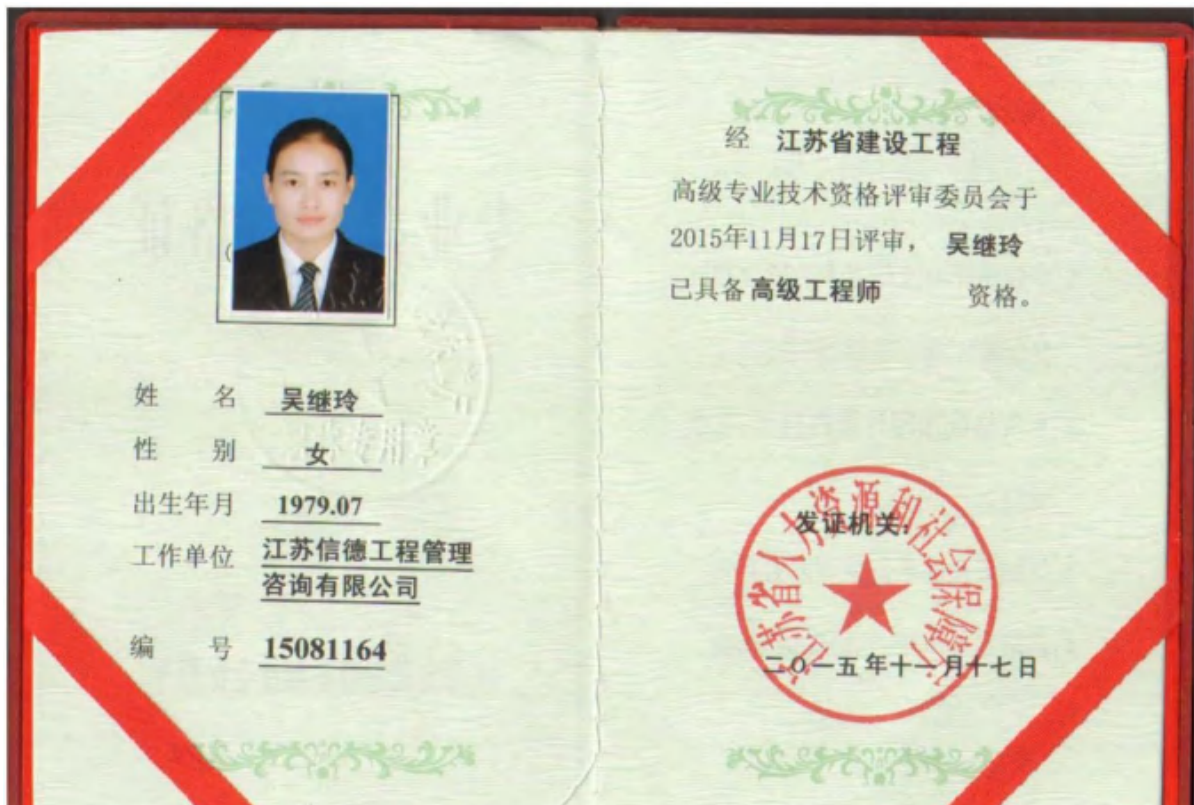 姓 名 吴继玲
性 别 女
出生年月 1979.07
工作单位 江苏信德工程管理
咨询有限公司
编 号 15081164
经 江苏省建设工程
高级专业技术资格评审委员会于
2015年11月17日评审， 吴继玲
已具备 高级工程师 资格。
江苏省人力资源和社会保障厅
发证机关：
二〇一五年十一月十七日